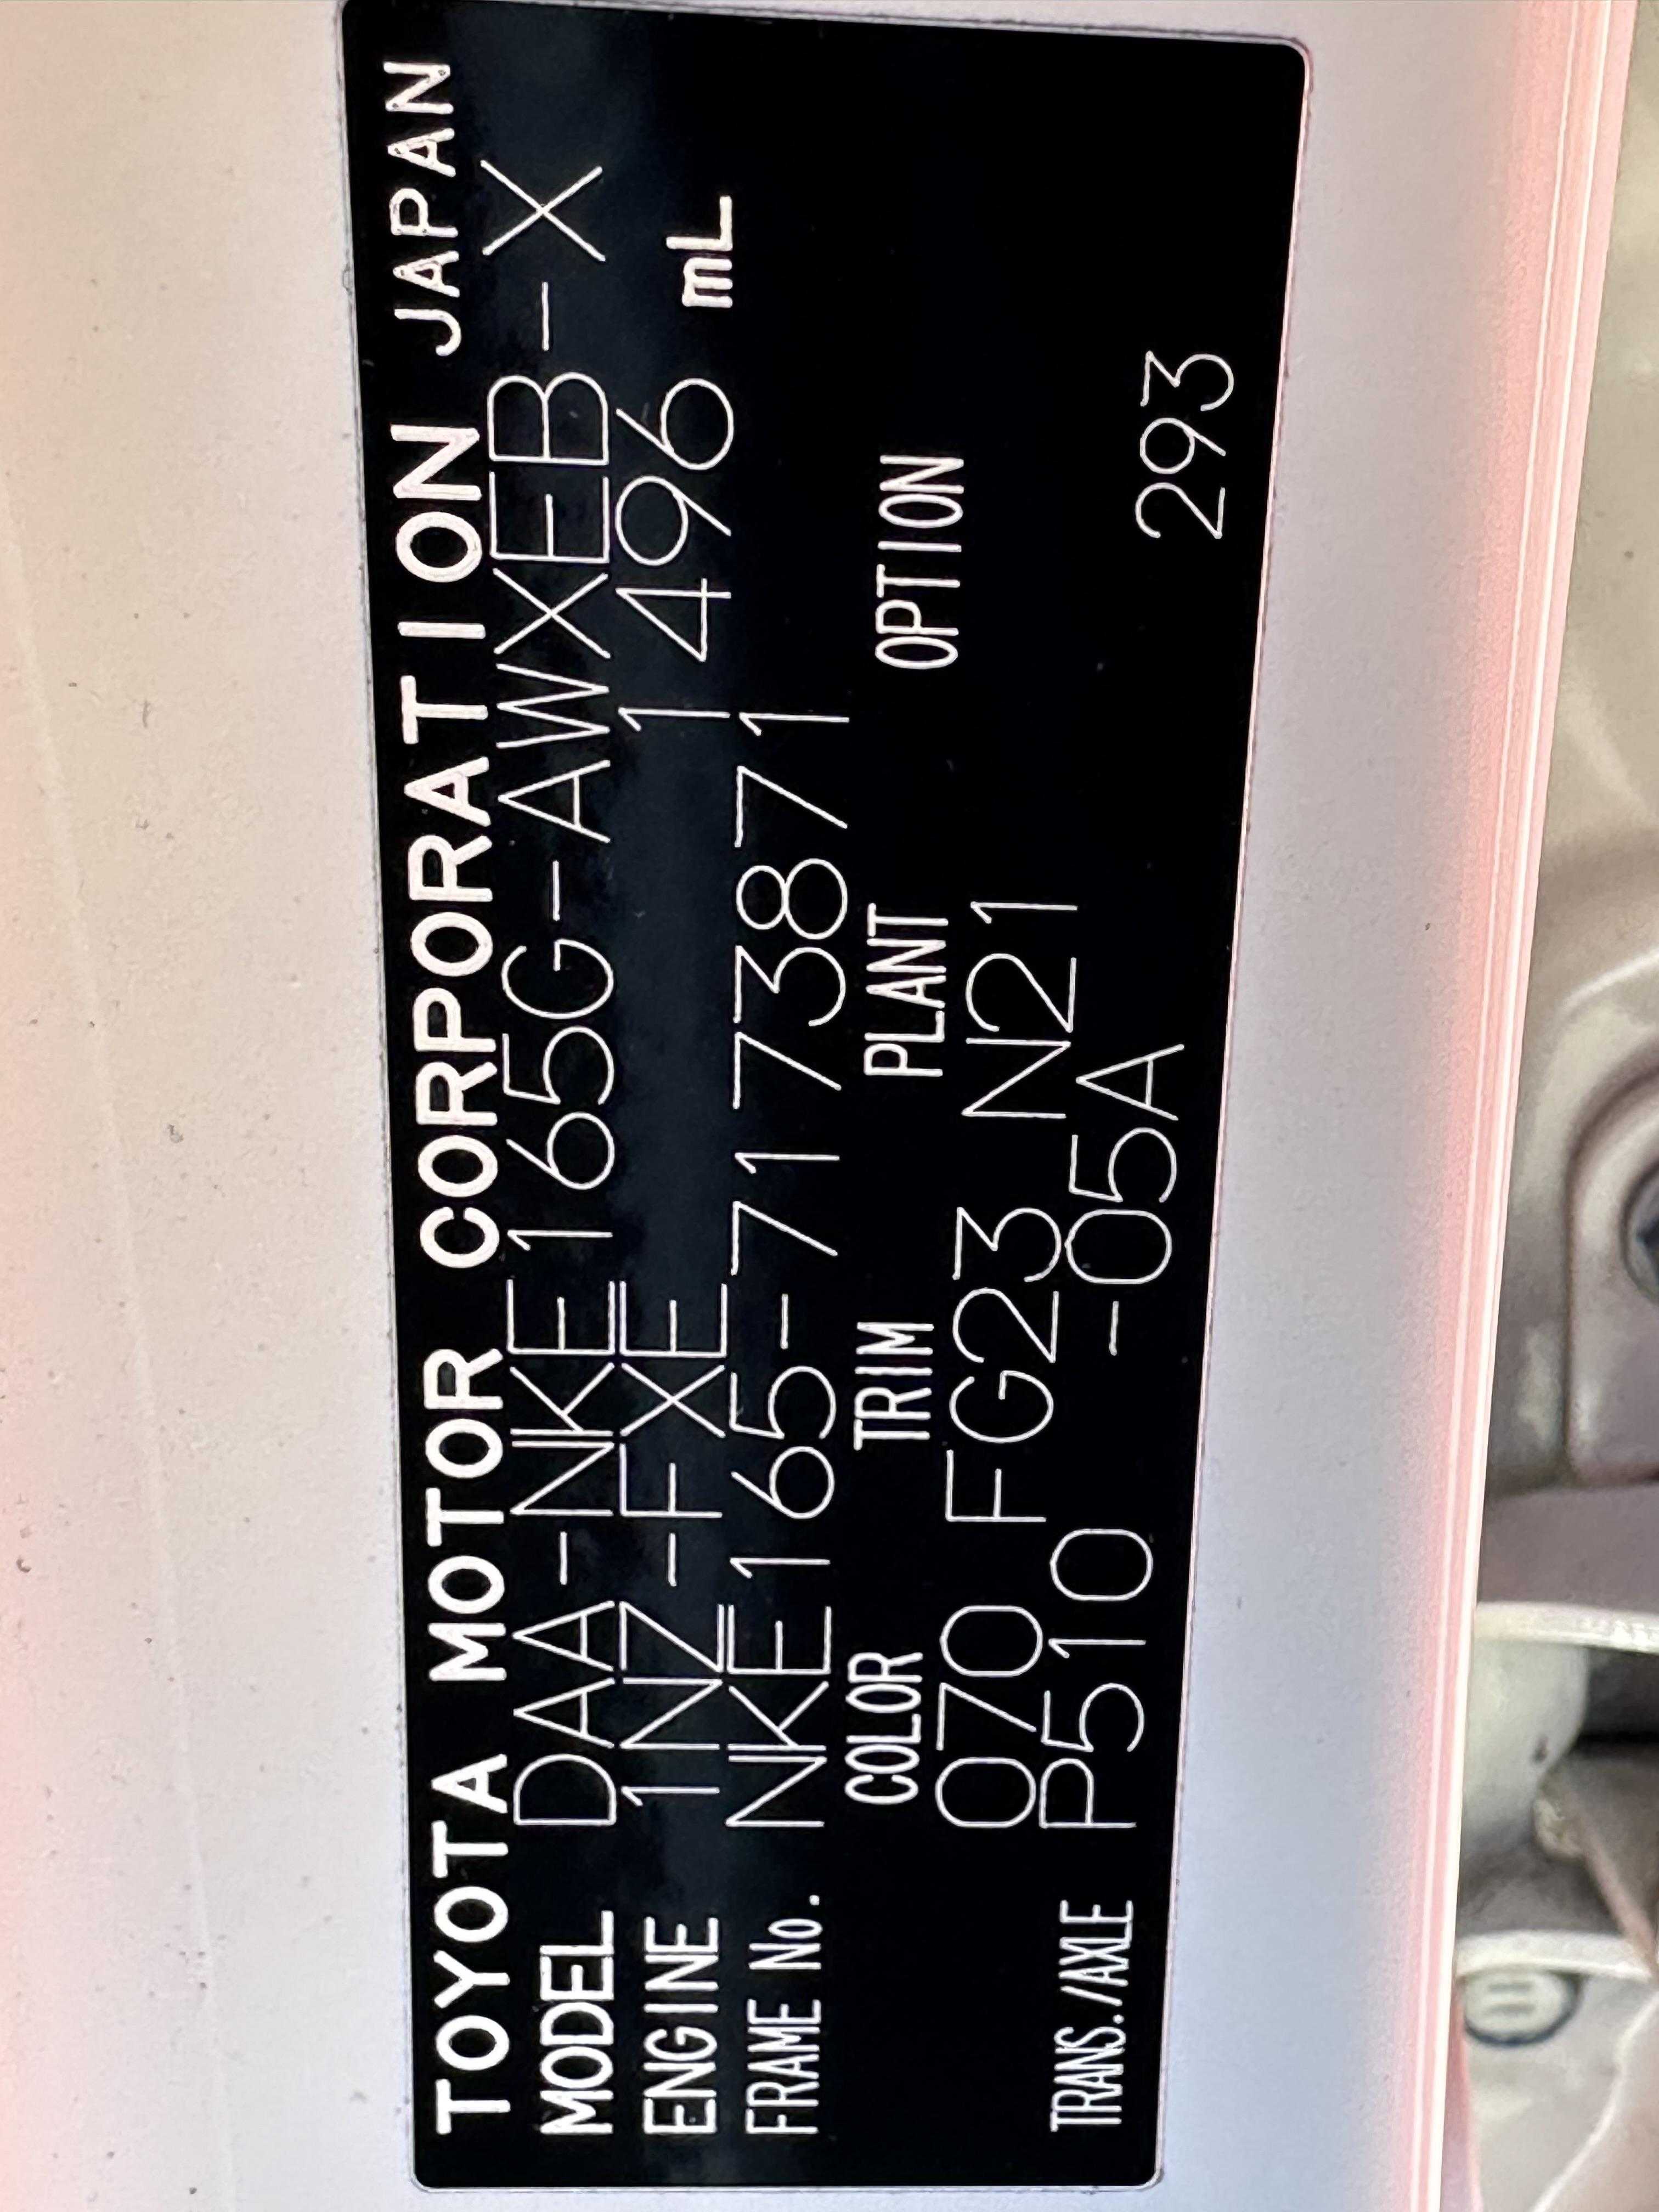 TOYOTA MOTOR CORPORATION JAPAN
MODEL DAA-NKE165G-AWXEB-X
ENGINE 1NZ-FXE 1496 mL
FRAME No. NKE165-7173871
COLOR TRIM PLANT OPTION
070 FG23 N21
TRANS./AXLE P510 -05A 293